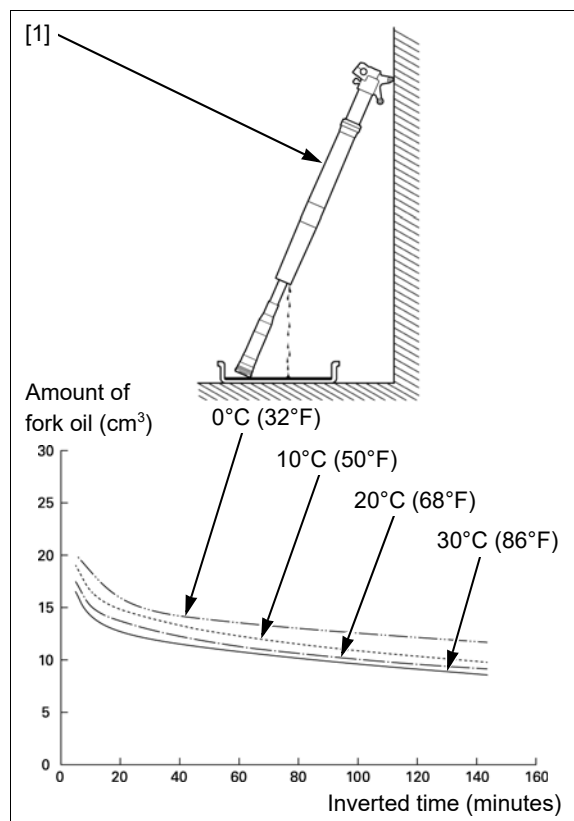 [1]
Amount of
fork oil (cm³)
0°C (32°F)
10°C (50°F)
20°C (68°F)
30°C (86°F)
30
25
20
15
10
5
0
0 20 40 60 80 100 120 140 160
Inverted time (minutes)